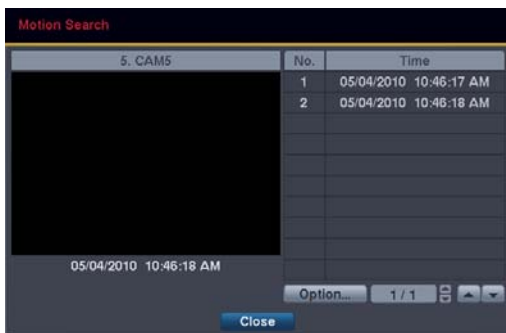 Motion Search
5. CAM5
No. Time
1 05/04/2010 10:46:17 AM
2 05/04/2010 10:46:18 AM
05/04/2010 10:46:18 AM
Option... 1 / 1
Close